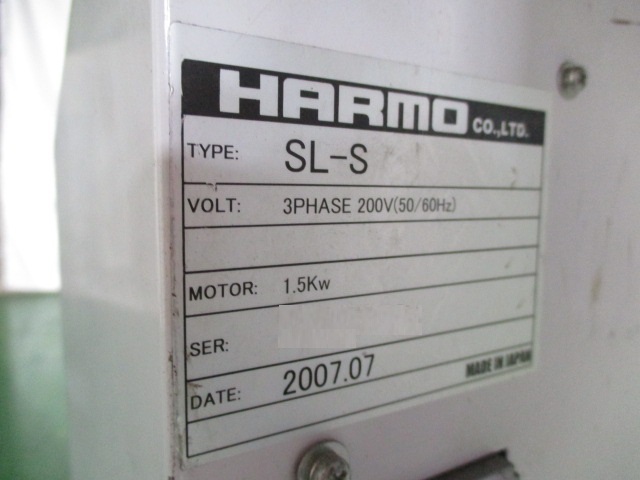 HARMO CO.,LTD.
TYPE: SL-S
VOLT: 3PHASE 200V(50/60Hz)
MOTOR: 1.5Kw
SER:
DATE: 2007.07
MADE IN JAPAN